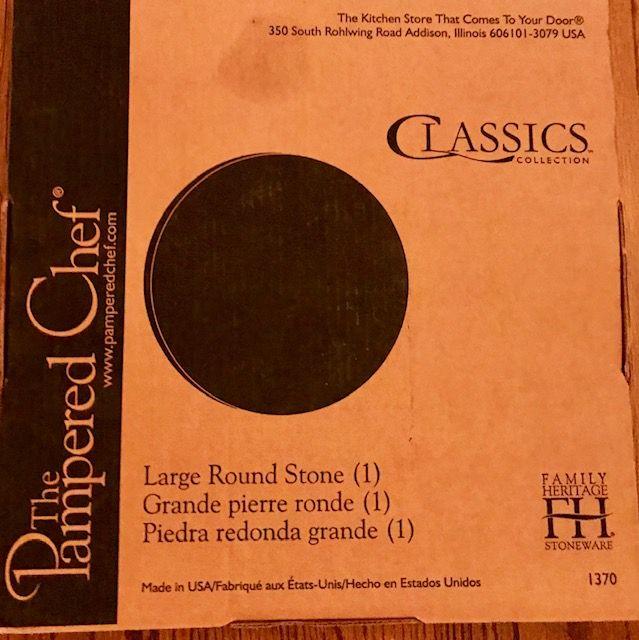 The Kitchen Store That Comes To Your Door®
350 South Rohlwing Road Addison, Illinois 606101-3079 USA
CLASSICS™
COLLECTION
The
Pampered Chef®
www.pamperedchef.com
Large Round Stone (1)
Grande pierre ronde (1)
Piedra redonda grande (1)
FAMILY
HERITAGE
FH®
STONEWARE
Made in USA/Fabriqué aux États-Unis/Hecho en Estados Unidos
1370